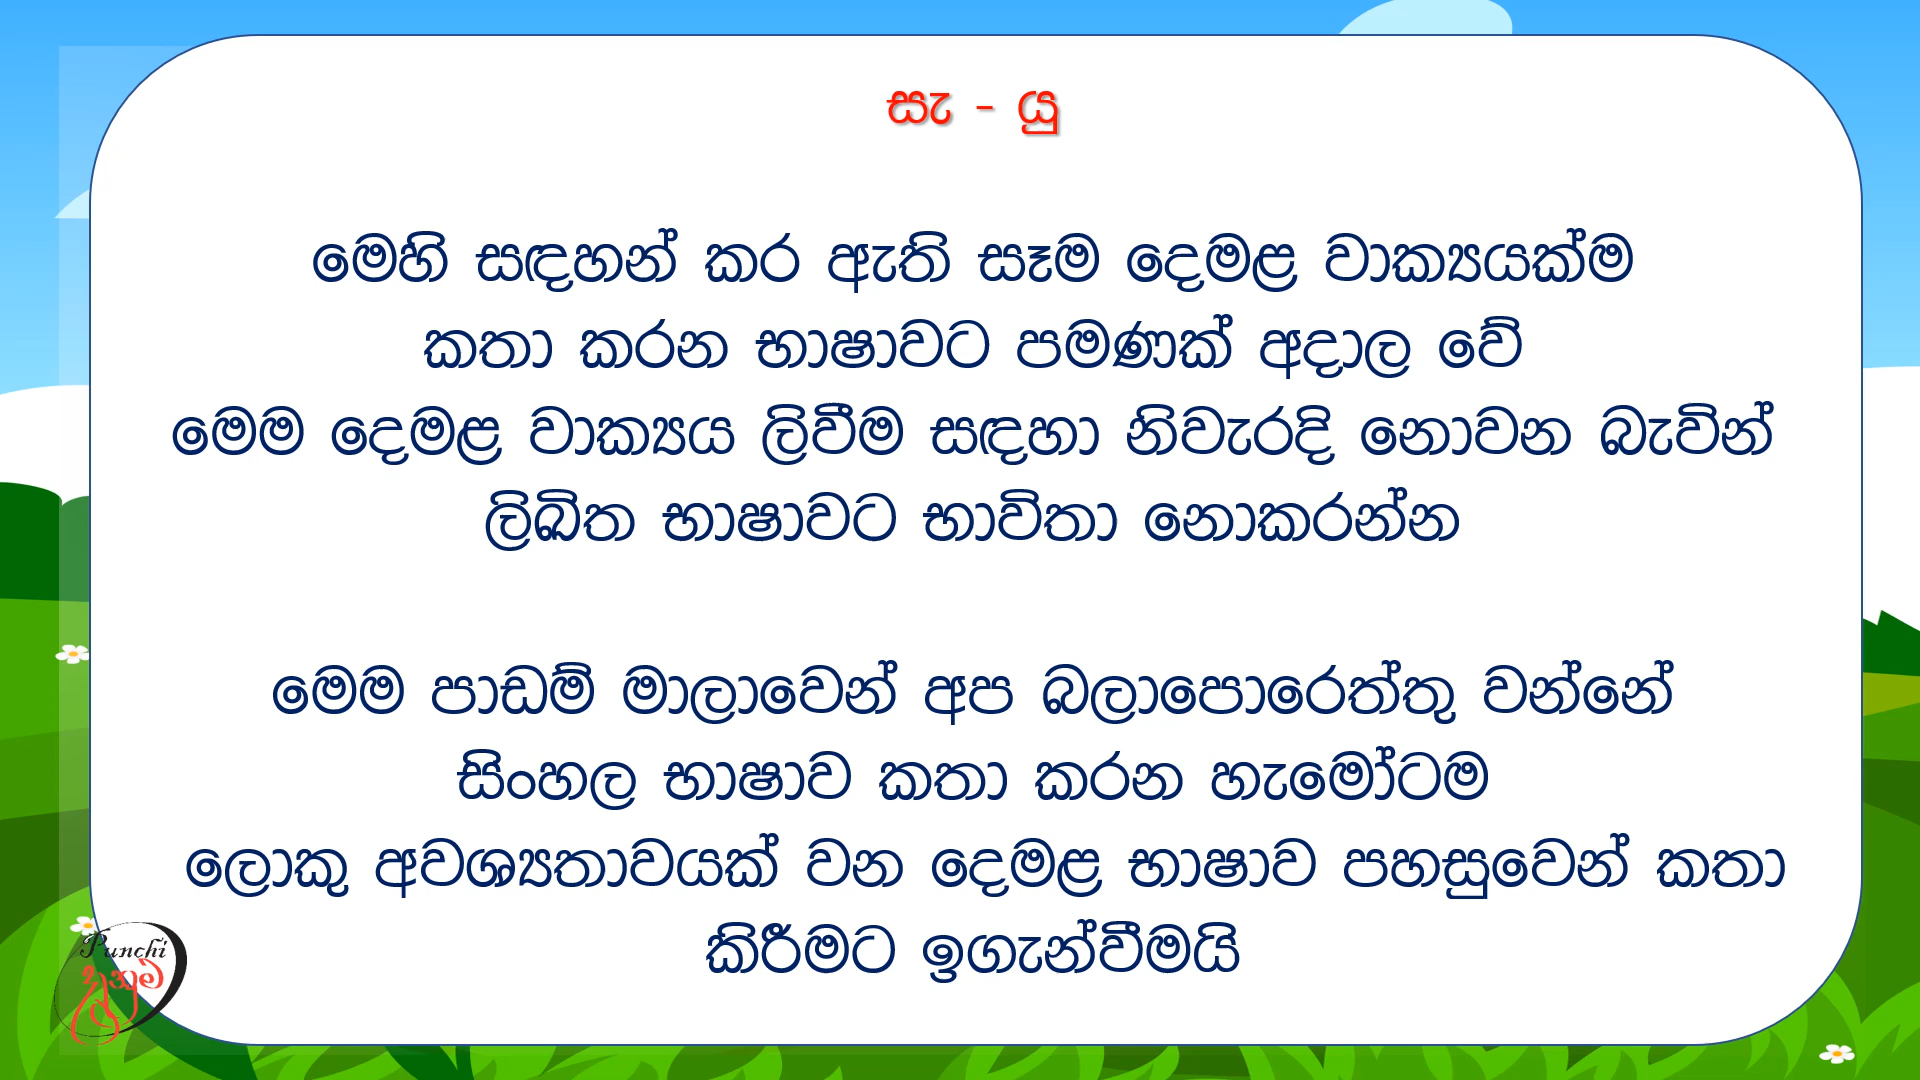 සැ - යු
මෙහි සඳහන් කර ඇති සෑම දෙමළ වාක්‍යයක්ම
කතා කරන භාෂාවට පමණක් අදාල වේ
මෙම දෙමළ වාක්‍යය ලිවීම සඳහා නිවැරදි නොවන බැවින්
ලිඛිත භාෂාවට භාවිතා නොකරන්න
මෙම පාඩම් මාලාවෙන් අප බලාපොරෙත්තු වන්නේ
සිංහල භාෂාව කතා කරන හැමෝටම
ලොකු අවශ්‍යතාවයක් වන දෙමළ භාෂාව පහසුවෙන් කතා
කිරීමට ඉගැන්වීමයි
Punchi
දැනුම